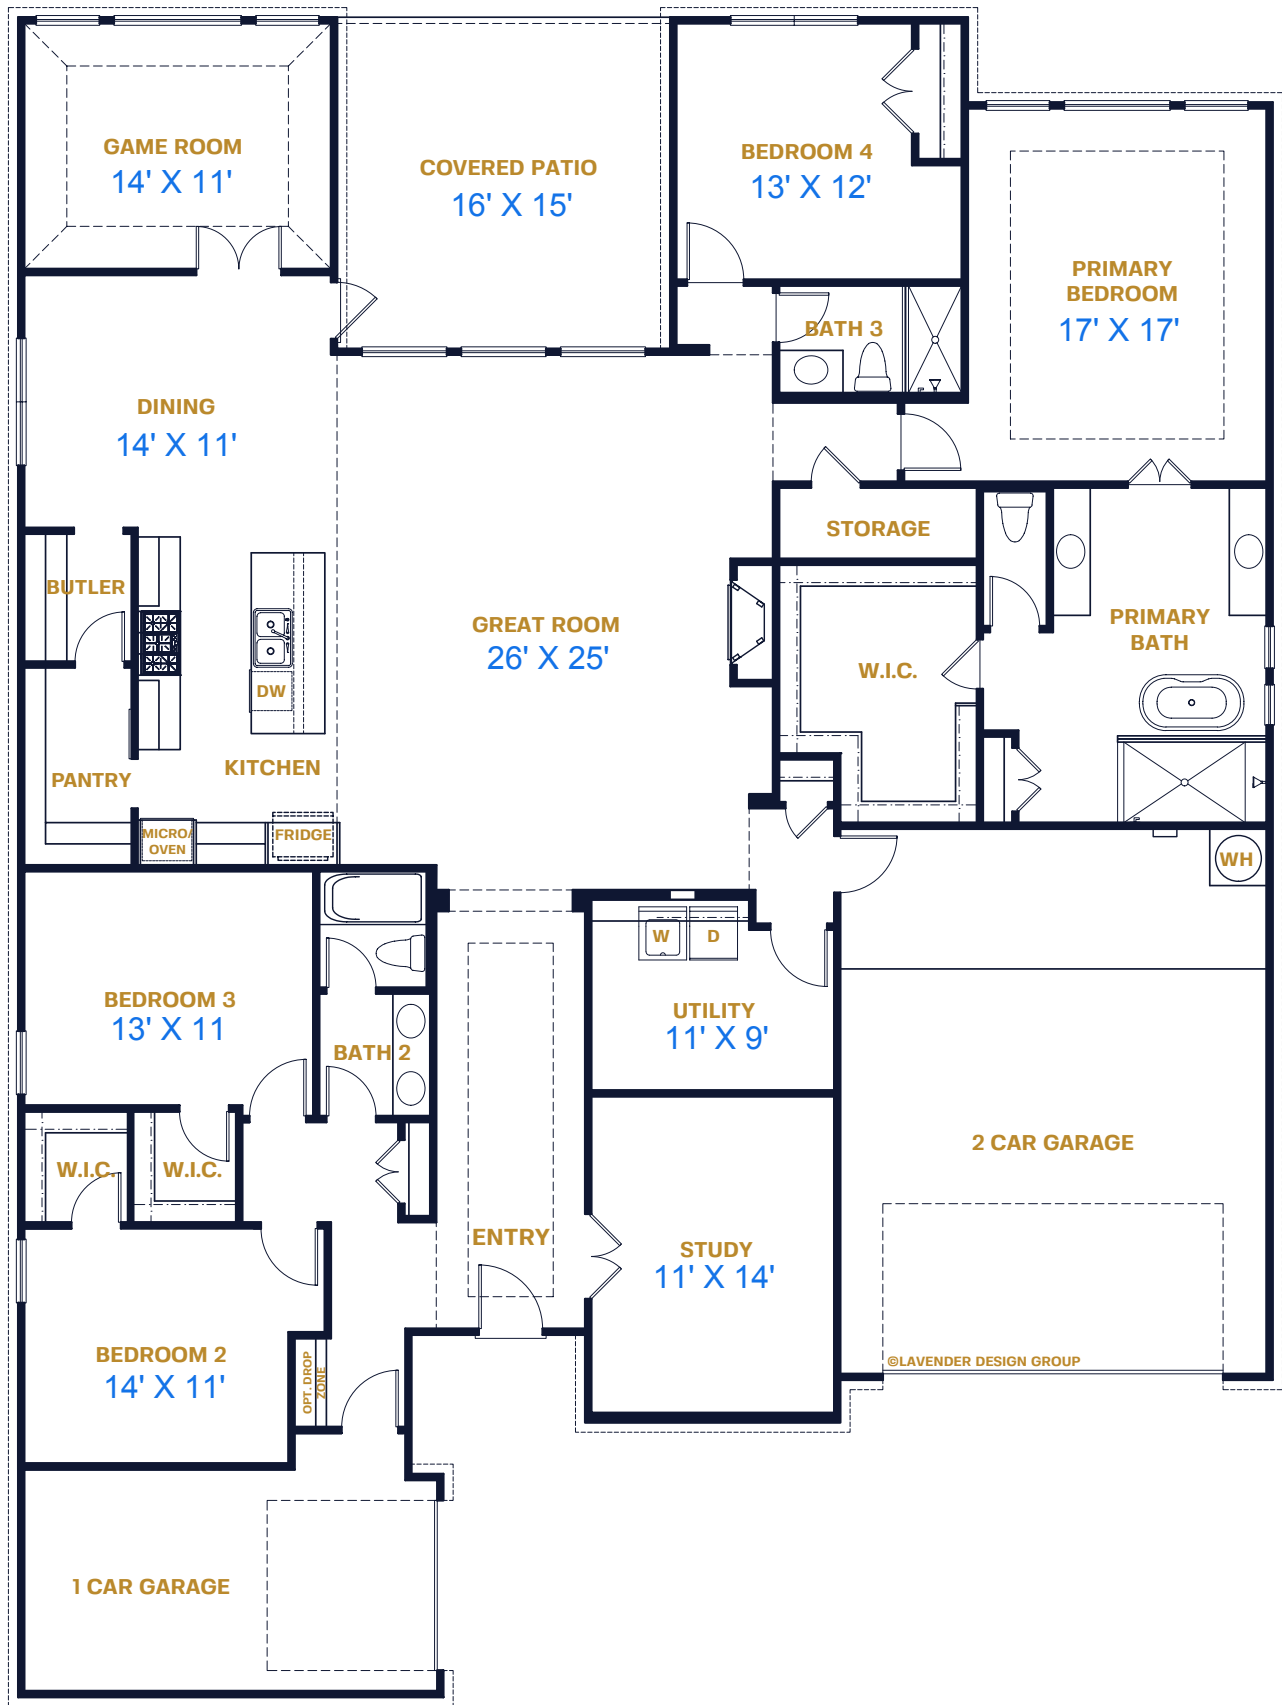 GAME ROOM
14' X 11'
COVERED PATIO
16' X 15'
BEDROOM 4
13' X 12'
PRIMARY
BEDROOM
17' X 17'
BATH 3
DINING
14' X 11'
STORAGE
BUTLER
GREAT ROOM
26' X 25'
PRIMARY
BATH
W.I.C.
DW
KITCHEN
PANTRY
MICRO/
OVEN
FRIDGE
WH
W
D
BEDROOM 3
13' X 11
BATH 2
UTILITY
11' X 9'
2 CAR GARAGE
W.I.C.
W.I.C.
ENTRY
STUDY
11' X 14'
BEDROOM 2
14' X 11'
OPT. DROP
ZONE
©LAVENDER DESIGN GROUP
1 CAR GARAGE